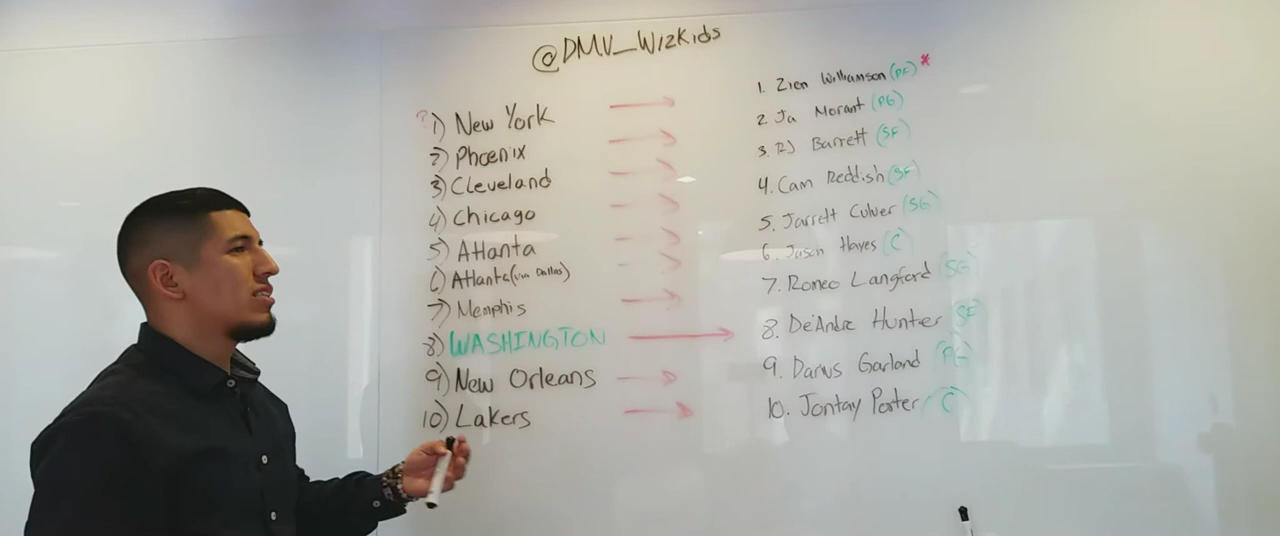 @DMV_WizKids
? 1) New York
2) Phoenix
3) Cleveland
4) Chicago
5) Atlanta
6) Atlanta (via Dallas)
7) Memphis
8) WASHINGTON
9) New Orleans
10) Lakers
1. Zion Williamson (PF) *
2. Ja Morant (PG)
3. RJ Barrett (SF)
4. Cam Reddish (SF)
5. Jarrett Culver (SG)
6. Jaxon Hayes (C)
7. Romeo Langford (SG)
8. De'Andre Hunter (SF)
9. Darius Garland (PG)
10. Jontay Porter (C)